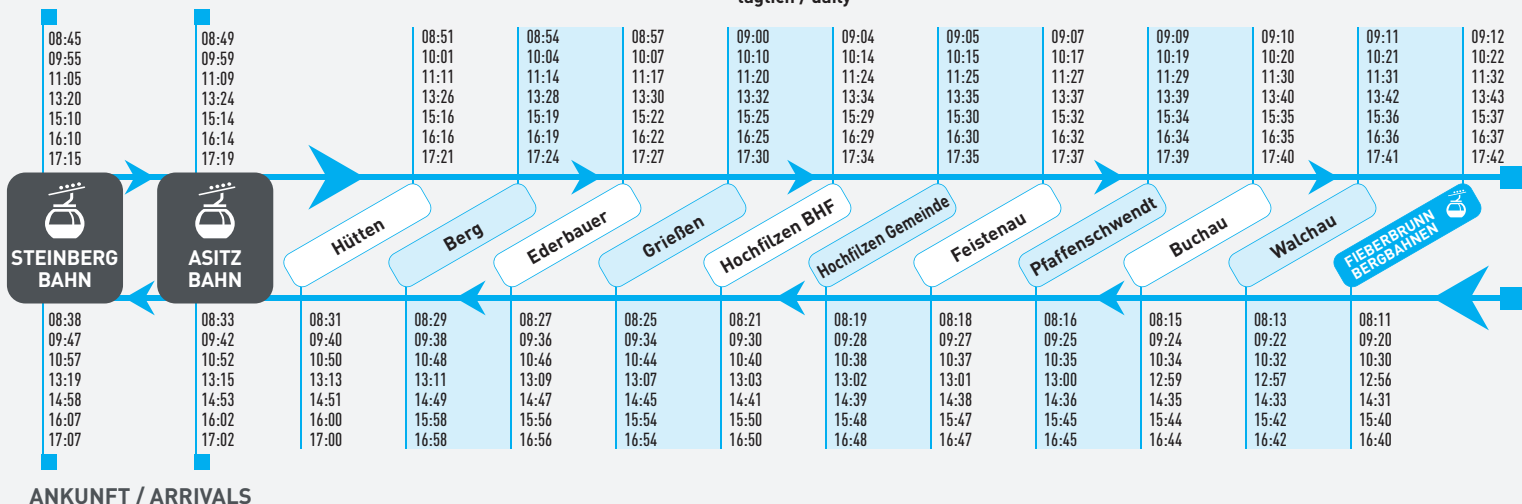 täglich / daily
08:45 08:49 08:51 08:54 08:57 09:00 09:04 09:05 09:07 09:09 09:10 09:11 09:12
09:55 09:59 10:01 10:04 10:07 10:10 10:14 10:15 10:17 10:19 10:20 10:21 10:22
11:05 11:09 11:11 11:14 11:17 11:20 11:24 11:25 11:27 11:29 11:30 11:31 11:32
13:20 13:24 13:26 13:28 13:30 13:32 13:34 13:35 13:37 13:39 13:40 13:42 13:43
15:10 15:14 15:16 15:19 15:22 15:25 15:29 15:30 15:32 15:34 15:35 15:36 15:37
16:10 16:14 16:16 16:19 16:22 16:25 16:29 16:30 16:32 16:34 16:35 16:36 16:37
17:15 17:19 17:21 17:24 17:27 17:30 17:34 17:35 17:37 17:39 17:40 17:41 17:42
STEINBERG
BAHN
ASITZ
BAHN
Hütten
Berg
Ederbauer
Grießen
Hochfilzen BHF
Hochfilzen Gemeinde
Feistenau
Pfaffenschwendt
Buchau
Walchau
FIEBERBRUNN
BERGBAHNEN
08:38 08:33 08:31 08:29 08:27 08:25 08:21 08:19 08:18 08:16 08:15 08:13 08:11
09:47 09:42 09:40 09:38 09:36 09:34 09:30 09:28 09:27 09:25 09:24 09:22 09:20
10:57 10:52 10:50 10:48 10:46 10:44 10:40 10:38 10:37 10:35 10:34 10:32 10:30
13:19 13:15 13:13 13:11 13:09 13:07 13:03 13:02 13:01 13:00 12:59 12:57 12:56
14:58 14:53 14:51 14:49 14:47 14:45 14:41 14:39 14:38 14:36 14:35 14:33 14:31
16:07 16:02 16:00 15:58 15:56 15:54 15:50 15:48 15:47 15:45 15:44 15:42 15:40
17:07 17:02 17:00 16:58 16:56 16:54 16:50 16:48 16:47 16:45 16:44 16:42 16:40
ANKUNFT / ARRIVALS